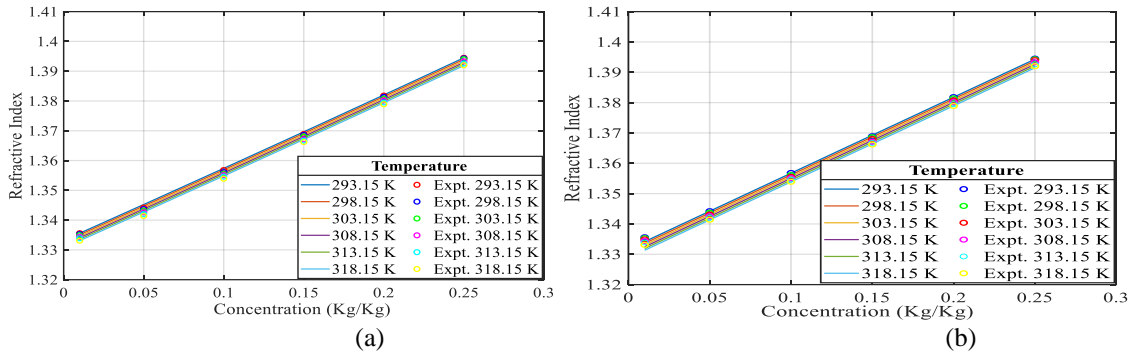 1.41
1.4
1.39
1.38
1.37
1.36
1.35
1.34
1.33
1.32
Refractive Index
0 0.05 0.1 0.15 0.2 0.25 0.3
Concentration (Kg/Kg)
Temperature
293.15 K Expt. 293.15 K
298.15 K Expt. 298.15 K
303.15 K Expt. 303.15 K
308.15 K Expt. 308.15 K
313.15 K Expt. 313.15 K
318.15 K Expt. 318.15 K
(a)
1.41
1.4
1.39
1.38
1.37
1.36
1.35
1.34
1.33
1.32
Refractive Index
0 0.05 0.1 0.15 0.2 0.25 0.3
Concentration (Kg/Kg)
Temperature
293.15 K Expt. 293.15 K
298.15 K Expt. 298.15 K
303.15 K Expt. 303.15 K
308.15 K Expt. 308.15 K
313.15 K Expt. 313.15 K
318.15 K Expt. 318.15 K
(b)